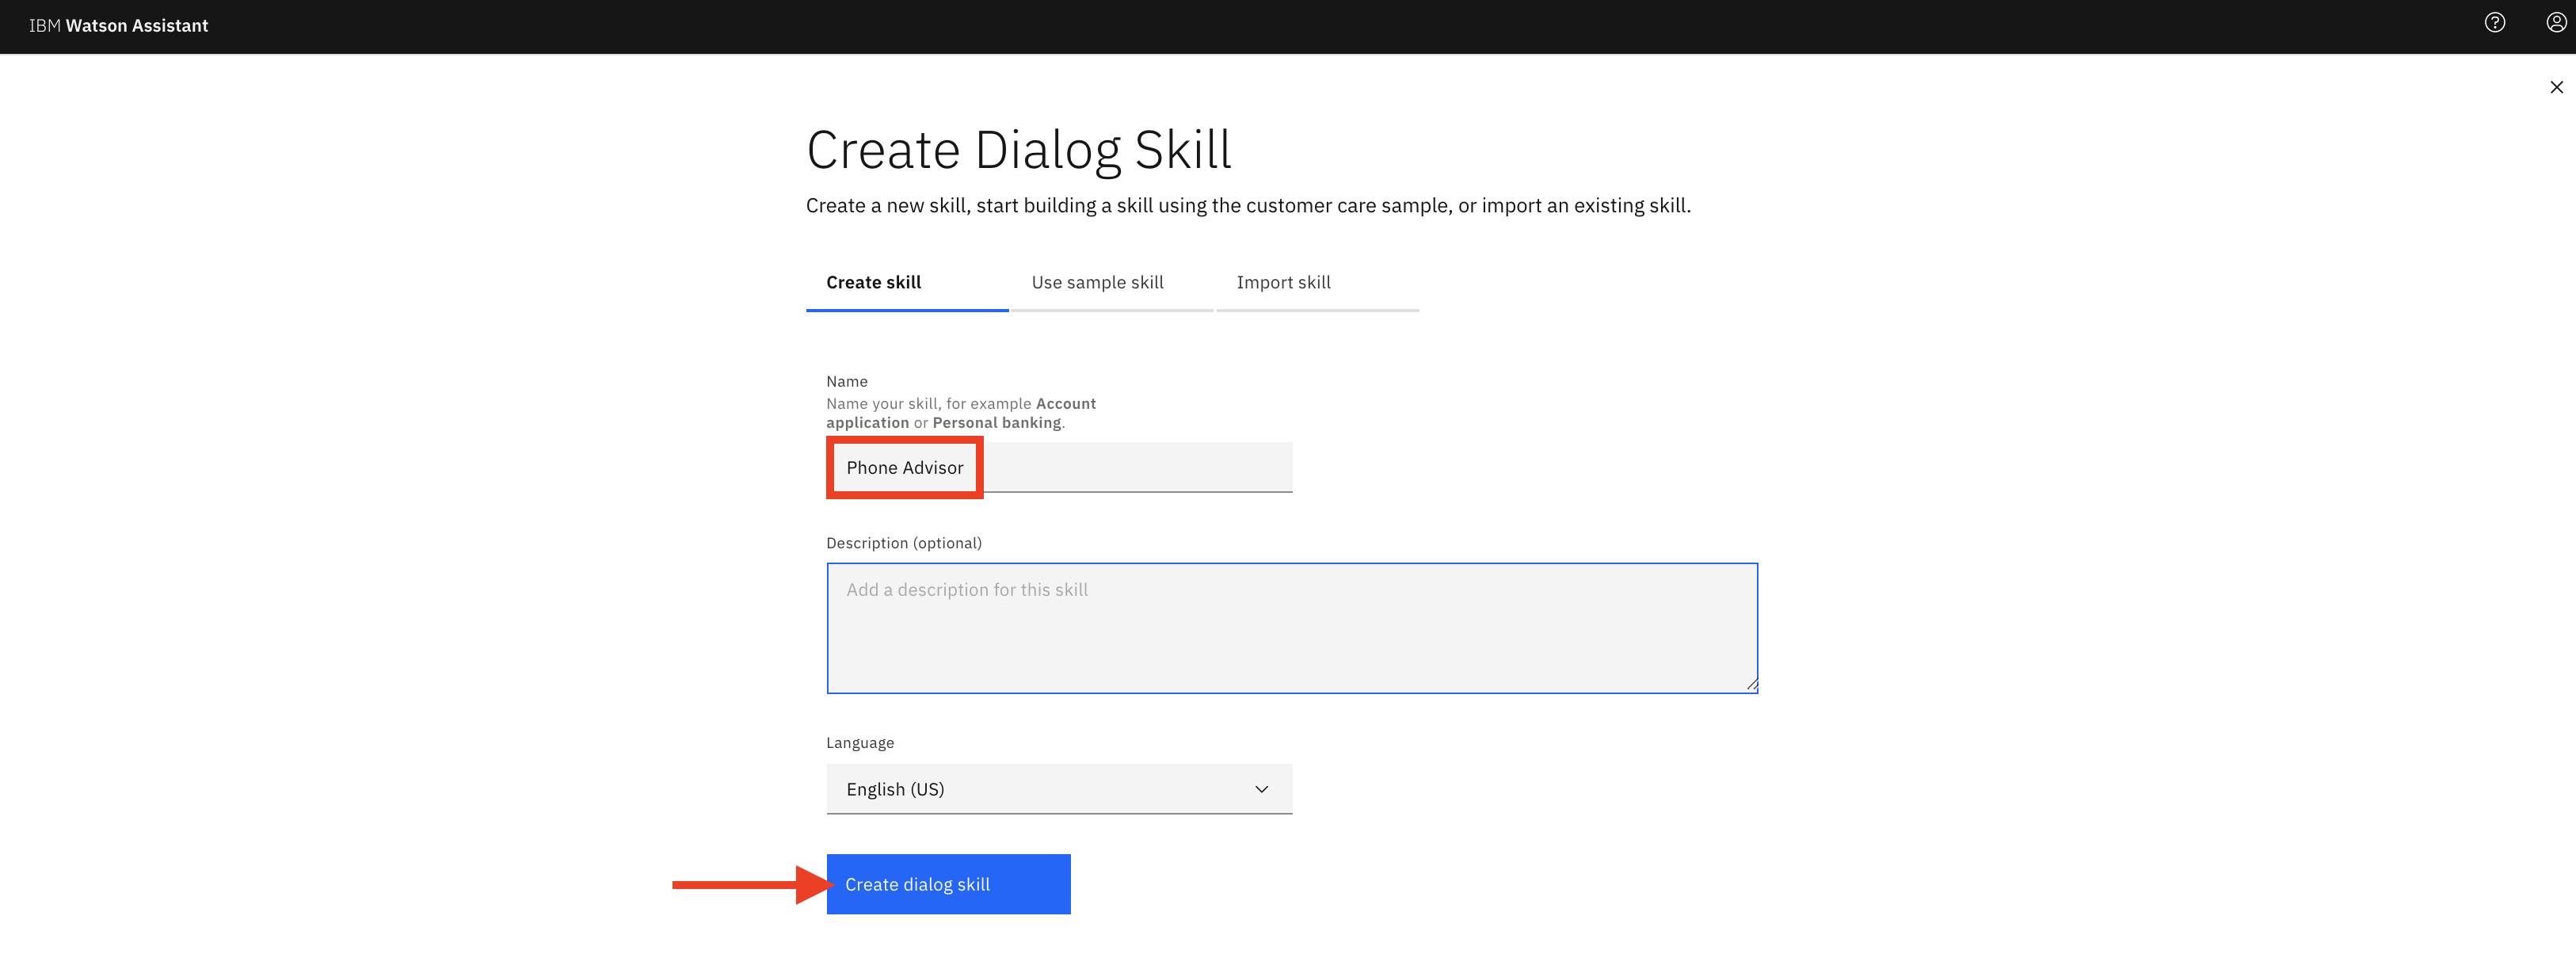 IBM Watson Assistant
Create Dialog Skill
Create a new skill, start building a skill using the customer care sample, or import an existing skill.
Create skill
Use sample skill
Import skill
Name
Name your skill, for example Account
application or Personal banking.
Phone Advisor
Description (optional)
Add a description for this skill
Language
English (US)
Create dialog skill